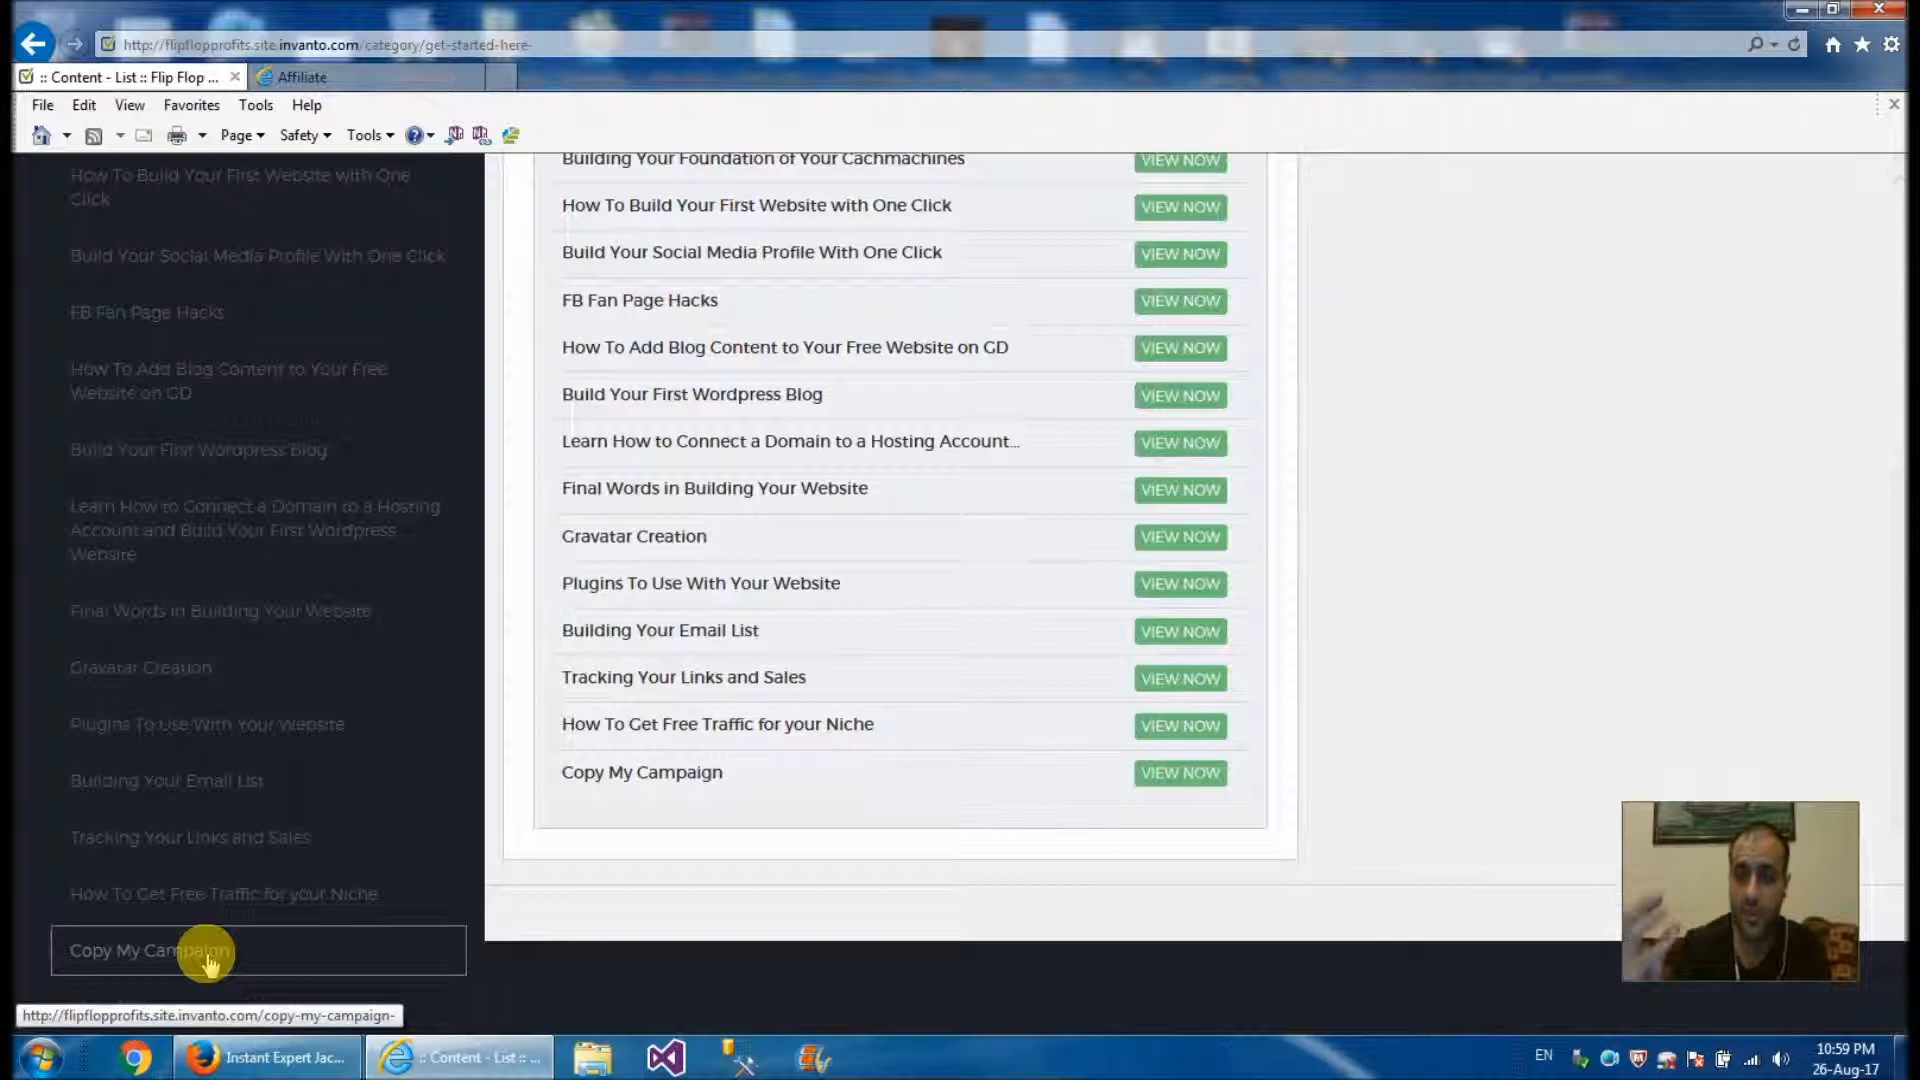 http://flipflopprofits.site.invanto.com/category/get-started-here-
:: Content - List :: Flip Flop ...
Affiliate
File Edit View Favorites Tools Help
Page Safety Tools
How To Build Your First Website with One
Click
Build Your Social Media Profile With One Click
FB Fan Page Hacks
How To Add Blog Content to Your Free
Website on GD
Build Your First Wordpress Blog
Learn How to Connect a Domain to a Hosting
Account and Build Your First Wordpress
Website
Final Words in Building Your Website
Gravatar Creation
Plugins To Use With Your Website
Building Your Email List
Tracking Your Links and Sales
How To Get Free Traffic for your Niche
Copy My Campaign
Building Your Foundation of Your Cachmachines VIEW NOW
How To Build Your First Website with One Click VIEW NOW
Build Your Social Media Profile With One Click VIEW NOW
FB Fan Page Hacks VIEW NOW
How To Add Blog Content to Your Free Website on GD VIEW NOW
Build Your First Wordpress Blog VIEW NOW
Learn How to Connect a Domain to a Hosting Account... VIEW NOW
Final Words in Building Your Website VIEW NOW
Gravatar Creation VIEW NOW
Plugins To Use With Your Website VIEW NOW
Building Your Email List VIEW NOW
Tracking Your Links and Sales VIEW NOW
How To Get Free Traffic for your Niche VIEW NOW
Copy My Campaign VIEW NOW
http://flipflopprofits.site.invanto.com/copy-my-campaign-
Instant Expert Jac...
:: Content - List :: ...
EN
10:59 PM
26-Aug-17